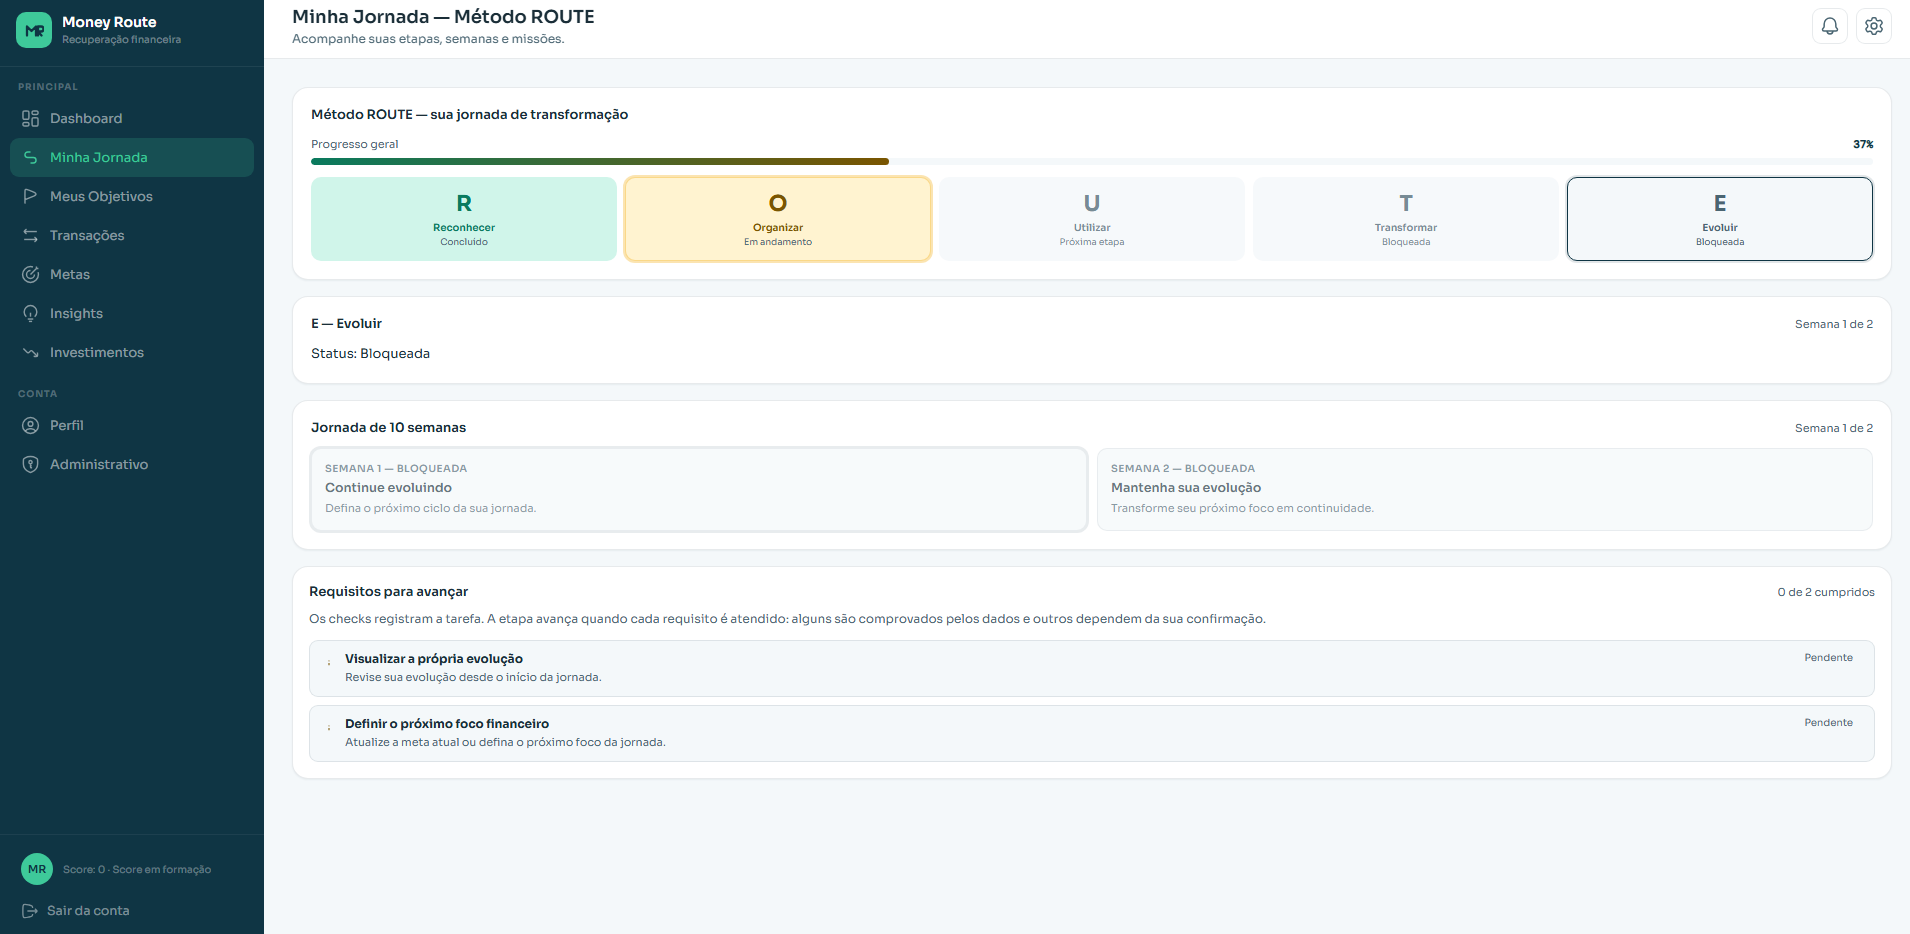 MR
Money Route
Recuperação financeira
PRINCIPAL
Dashboard
Minha Jornada
Meus Objetivos
Transações
Metas
Insights
Investimentos
CONTA
Perfil
Administrativo
MR
Score: 0 · Score em formação
Sair da conta
Minha Jornada — Método ROUTE
Acompanhe suas etapas, semanas e missões.
Método ROUTE — sua jornada de transformação
Progresso geral
37%
R
Reconhecer
Concluído
O
Organizar
Em andamento
U
Utilizar
Próxima etapa
T
Transformar
Bloqueada
E
Evoluir
Bloqueada
E — Evoluir
Semana 1 de 2
Status: Bloqueada
Jornada de 10 semanas
Semana 1 de 2
SEMANA 1 — BLOQUEADA
Continue evoluindo
Defina o próximo ciclo da sua jornada.
SEMANA 2 — BLOQUEADA
Mantenha sua evolução
Transforme seu próximo foco em continuidade.
Requisitos para avançar
0 de 2 cumpridos
Os checks registram a tarefa. A etapa avança quando cada requisito é atendido: alguns são comprovados pelos dados e outros dependem da sua confirmação.
Visualizar a própria evolução
Pendente
Revise sua evolução desde o início da jornada.
Definir o próximo foco financeiro
Pendente
Atualize a meta atual ou defina o próximo foco da jornada.